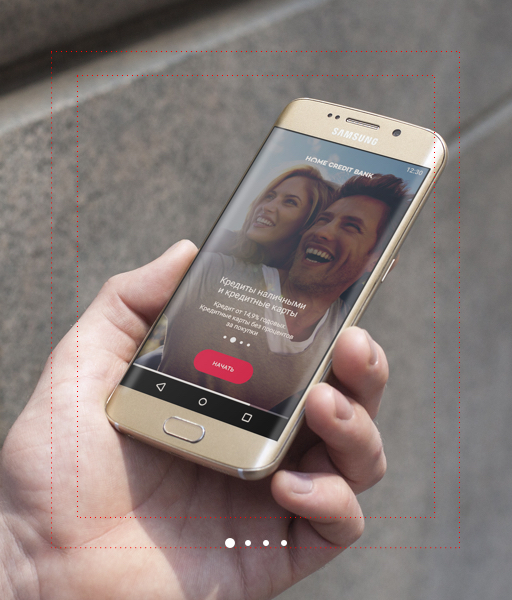 SAMSUNG
12:30
HOME CREDIT BANK
Кредиты наличными
и кредитные карты
Кредит от 14,9% годовых.
Кредитные карты без процентов
за покупки
НАЧАТЬ